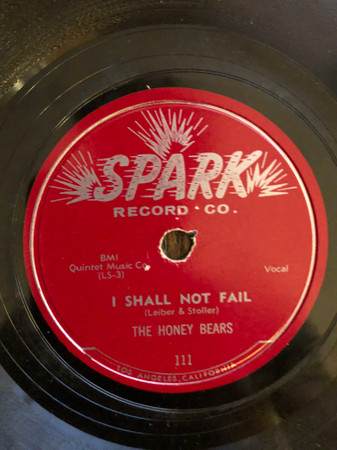 SPARK
RECORD • CO.
BMI
Quintet Music Co.
(LS-3)
Vocal
I SHALL NOT FAIL
(Leiber & Stoller)
THE HONEY BEARS
111
LOS ANGELES, CALIFORNIA